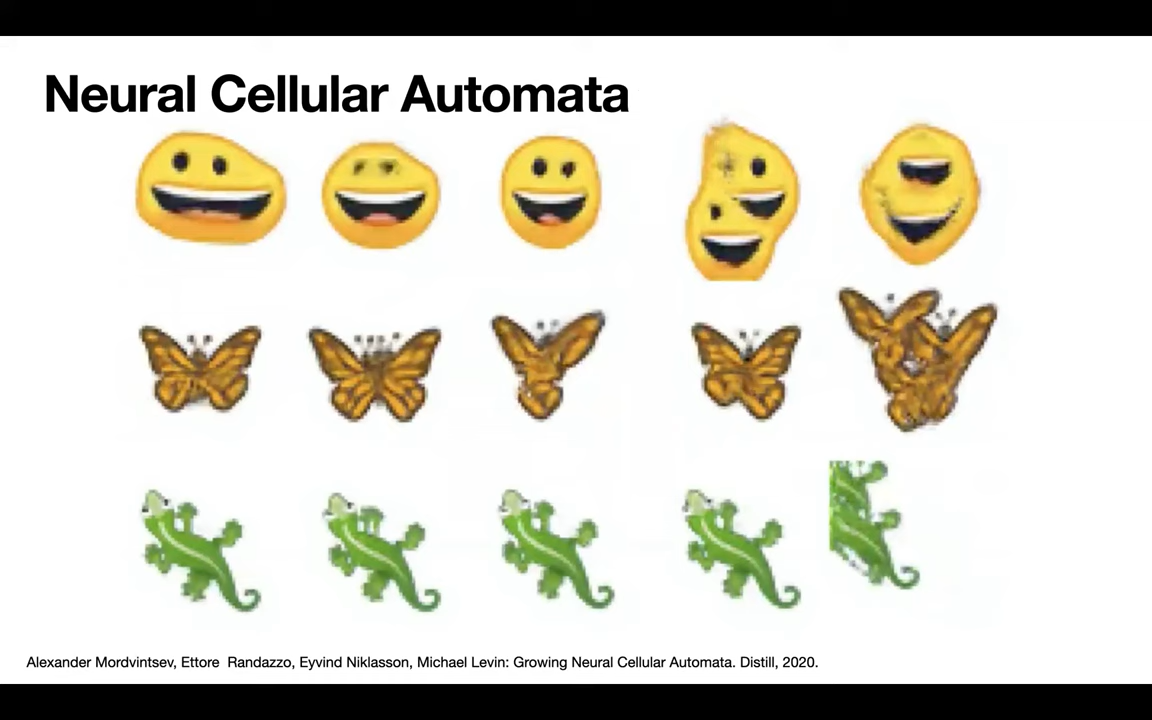 Neural Cellular Automata
Alexander Mordvintsev, Ettore  Randazzo, Eyvind Niklasson, Michael Levin: Growing Neural Cellular Automata. Distill, 2020.